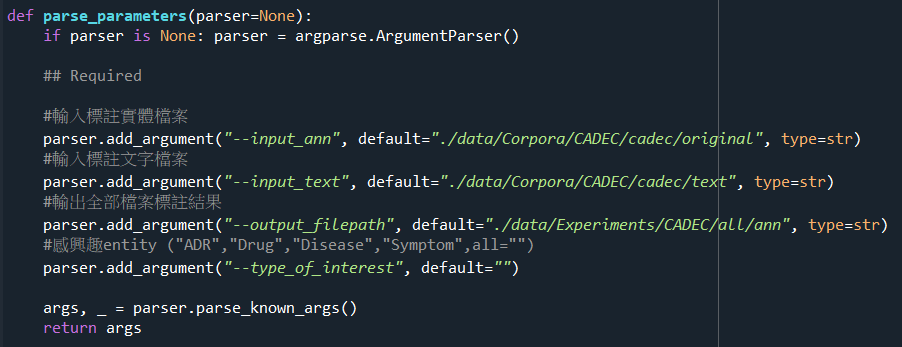 def parse_parameters(parser=None):
    if parser is None: parser = argparse.ArgumentParser()
    ## Required
    #輸入標註實體檔案
    parser.add_argument("--input_ann", default="./data/Corpora/CADEC/cadec/original", type=str)
    #輸入標註文字檔案
    parser.add_argument("--input_text", default="./data/Corpora/CADEC/cadec/text", type=str)
    #輸出全部檔案標註結果
    parser.add_argument("--output_filepath", default="./data/Experiments/CADEC/all/ann", type=str)
    #感興趣entity ("ADR","Drug","Disease","Symptom",all="")
    parser.add_argument("--type_of_interest", default="")
    args, _ = parser.parse_known_args()
    return args